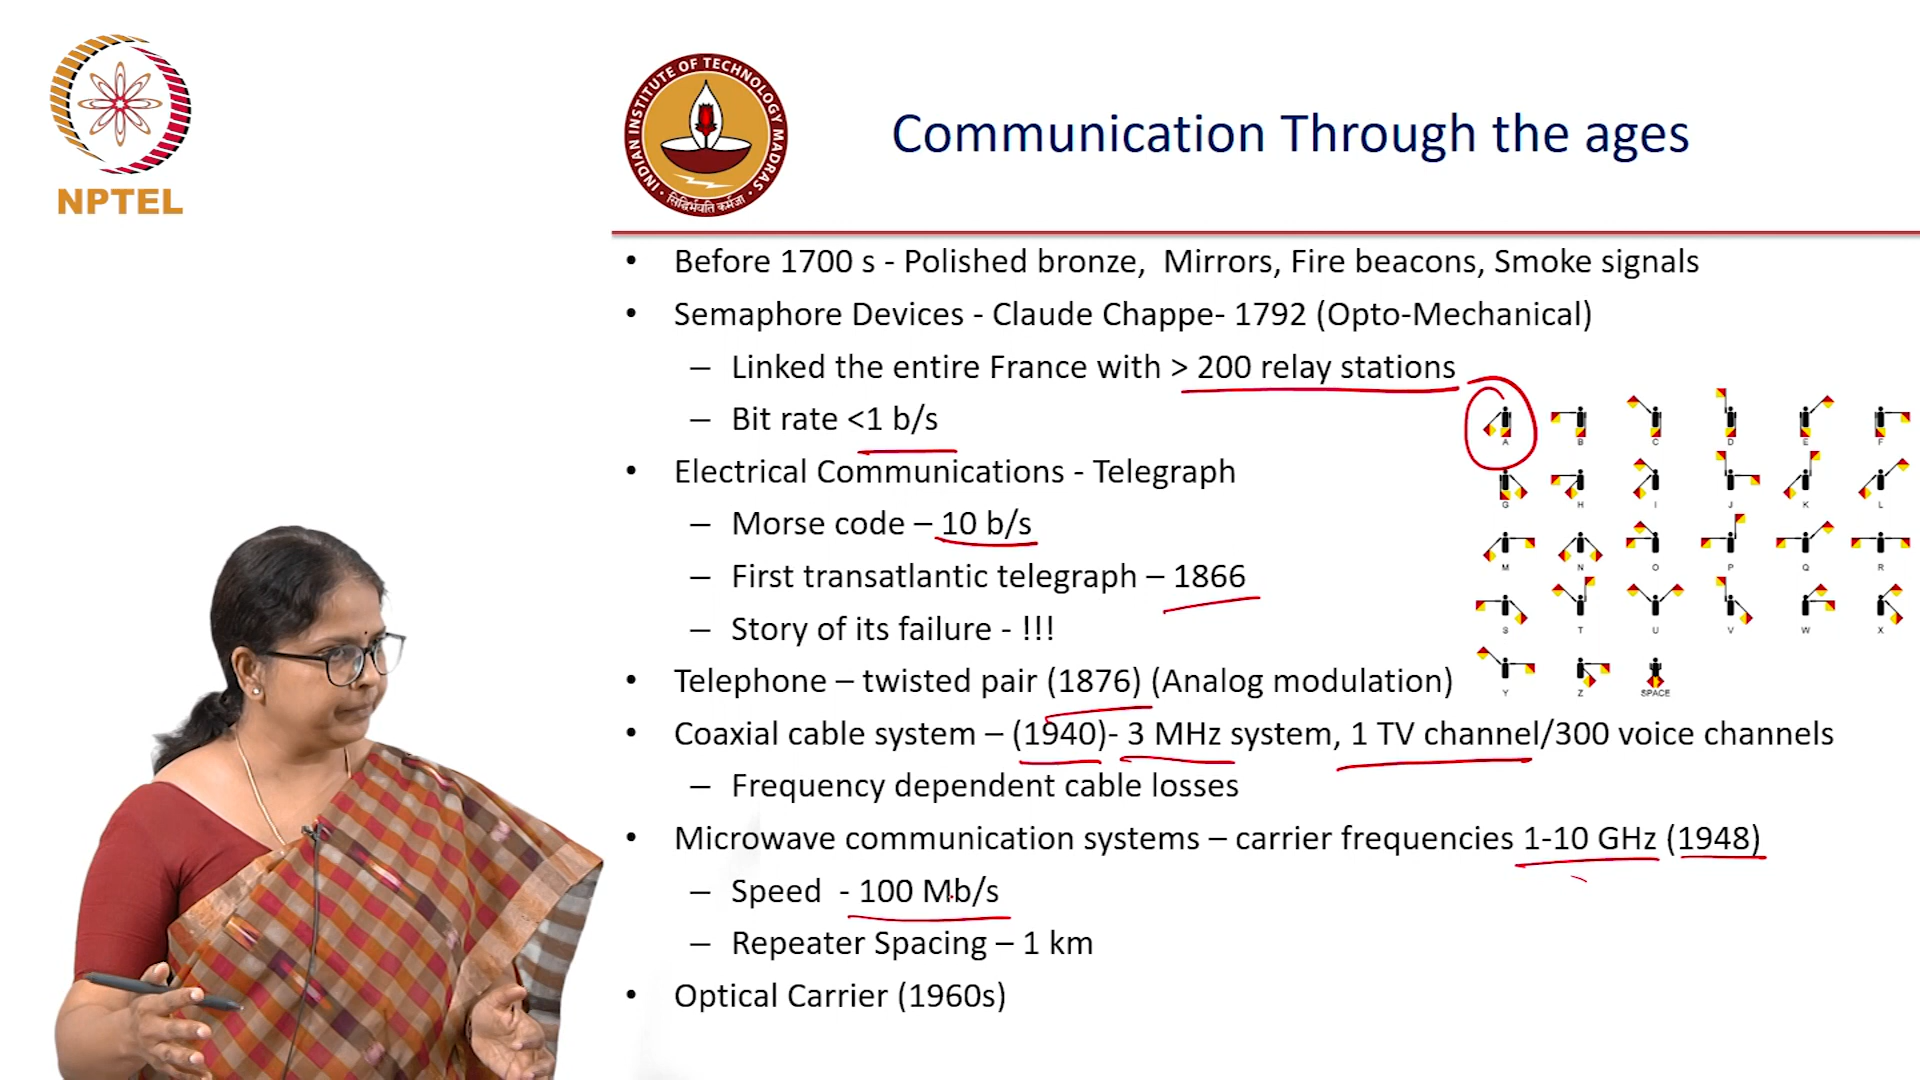 NPTEL
INDIAN INSTITUTE OF TECHNOLOGY MADRAS
सिद्धिर्भवति कर्मजा
Communication Through the ages
• Before 1700 s - Polished bronze, Mirrors, Fire beacons, Smoke signals
• Semaphore Devices - Claude Chappe- 1792 (Opto-Mechanical)
– Linked the entire France with > 200 relay stations
– Bit rate <1 b/s
• Electrical Communications - Telegraph
– Morse code – 10 b/s
– First transatlantic telegraph – 1866
– Story of its failure - !!!
• Telephone – twisted pair (1876) (Analog modulation)
• Coaxial cable system – (1940)- 3 MHz system, 1 TV channel/300 voice channels
– Frequency dependent cable losses
• Microwave communication systems – carrier frequencies 1-10 GHz (1948)
– Speed - 100 Mb/s
– Repeater Spacing – 1 km
• Optical Carrier (1960s)
A B C D E F
G H I J K L
M N O P Q R
S T U V W X
Y Z SPACE